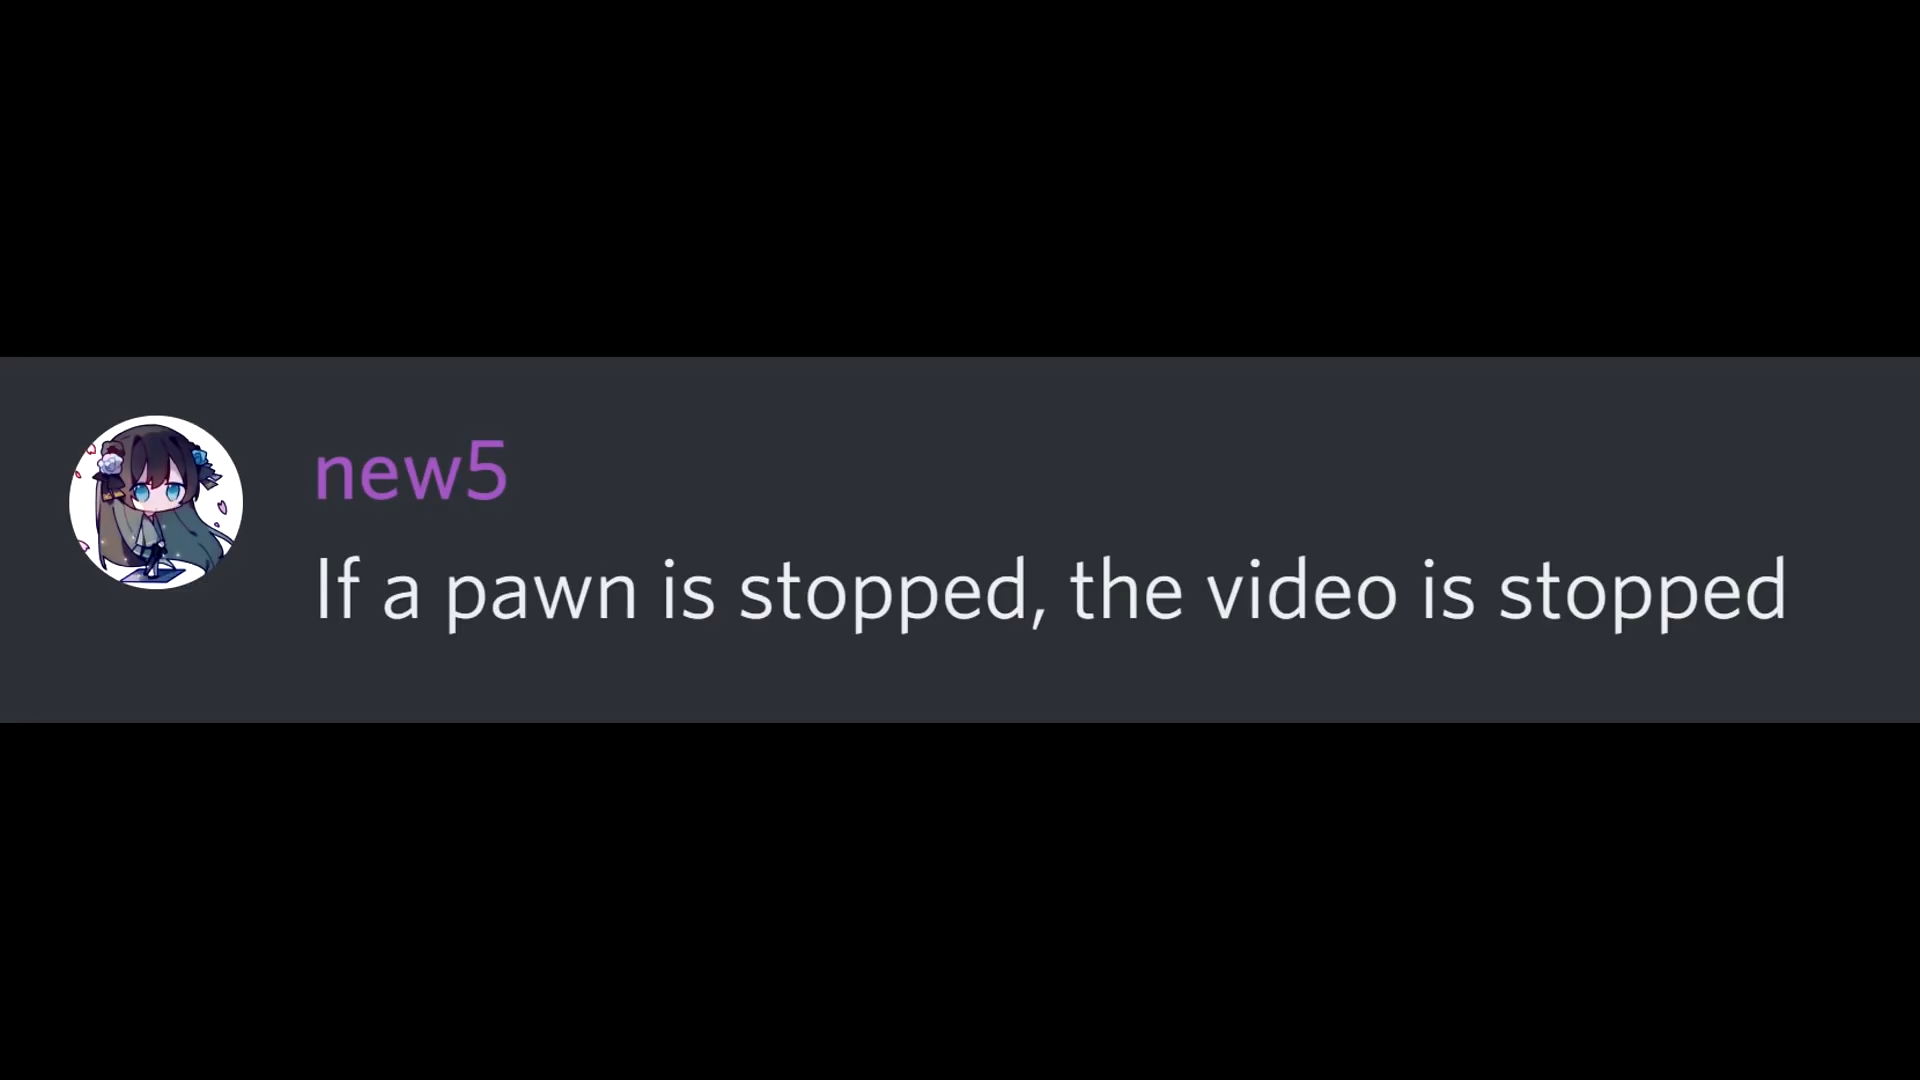 new5
If a pawn is stopped, the video is stopped